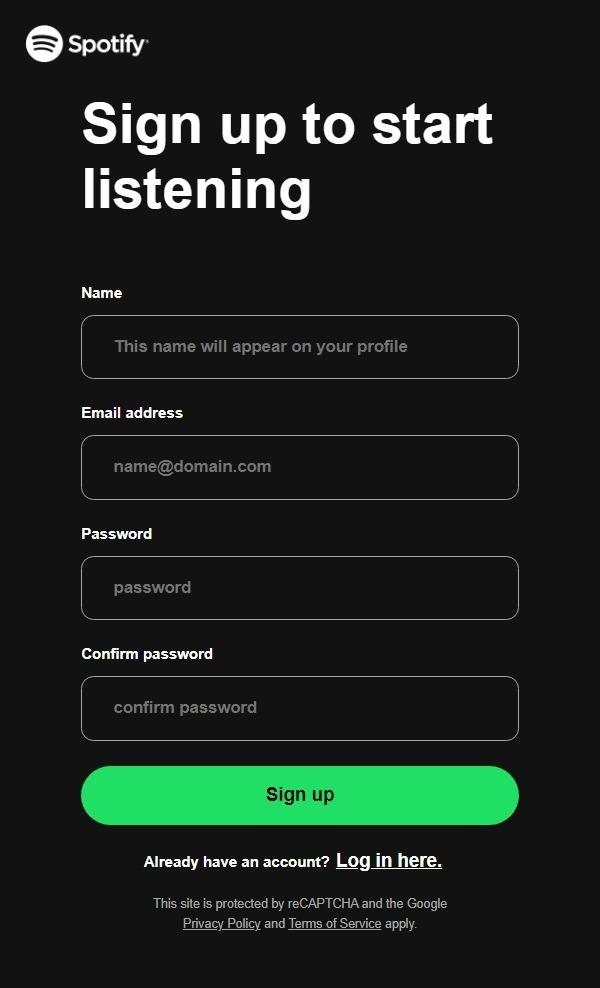 Spotify
Sign up to start
listening
Name
This name will appear on your profile
Email address
name@domain.com
Password
password
Confirm password
confirm password
Sign up
Already have an account? Log in here.
This site is protected by reCAPTCHA and the Google
Privacy Policy and Terms of Service apply.